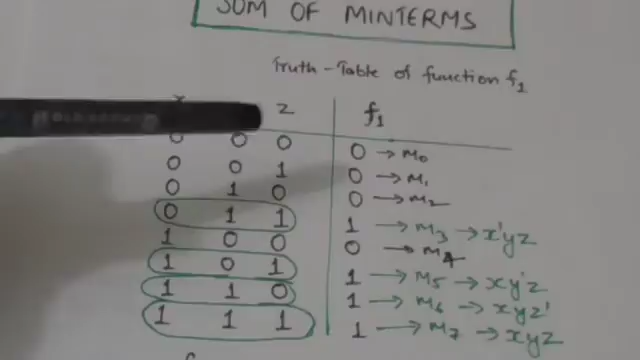 SUM OF MINTERMS
Truth-Table of function f₁
z f₁
0 0 0 0 → m₀
0 0 1 0 → m₁
0 1 0 0 → m₂
0 1 1 1 → m₃ → x'yz
1 0 0 0 → m₄
1 0 1 1 → m₅ → xy'z
1 1 0 1 → m₆ → xyz'
1 1 1 1 → m₇ → xyz